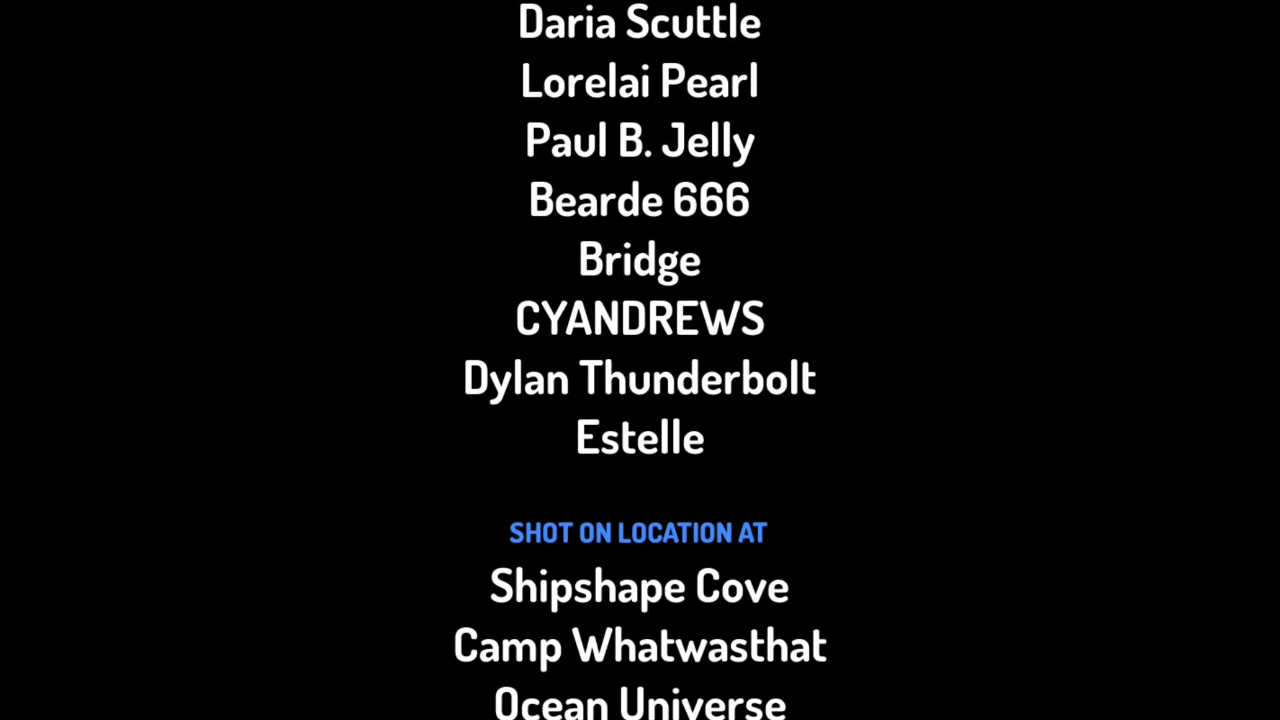 Daria Scuttle
Lorelai Pearl
Paul B. Jelly
Bearde 666
Bridge
CYANDREWS
Dylan Thunderbolt
Estelle
SHOT ON LOCATION AT
Shipshape Cove
Camp Whatwasthat
Ocean Universe